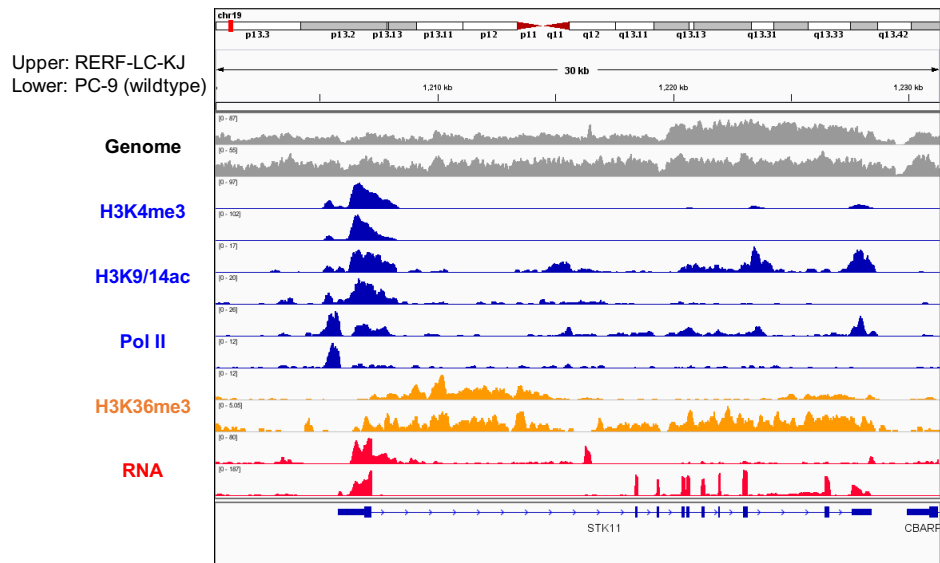 chr19
p13.3 p13.2 p13.13 p13.11 p12 p11 q11 q12 q13.11 q13.13 q13.31 q13.33 q13.42
Upper: RERF-LC-KJ
Lower: PC-9 (wildtype)
30 kb
1,210 kb 1,220 kb 1,230 kb
Genome
[0 - 87]
[0 - 55]
H3K4me3
[0 - 97]
[0 - 102]
H3K9/14ac
[0 - 17]
[0 - 20]
Pol II
[0 - 26]
[0 - 12]
H3K36me3
[0 - 12]
[0 - 5.05]
RNA
[0 - 80]
[0 - 187]
STK11 CBARP